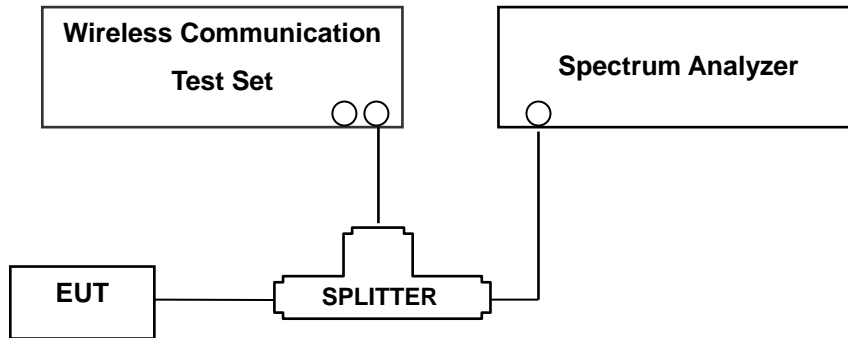 Wireless Communication
Test Set
Spectrum Analyzer
EUT
SPLITTER